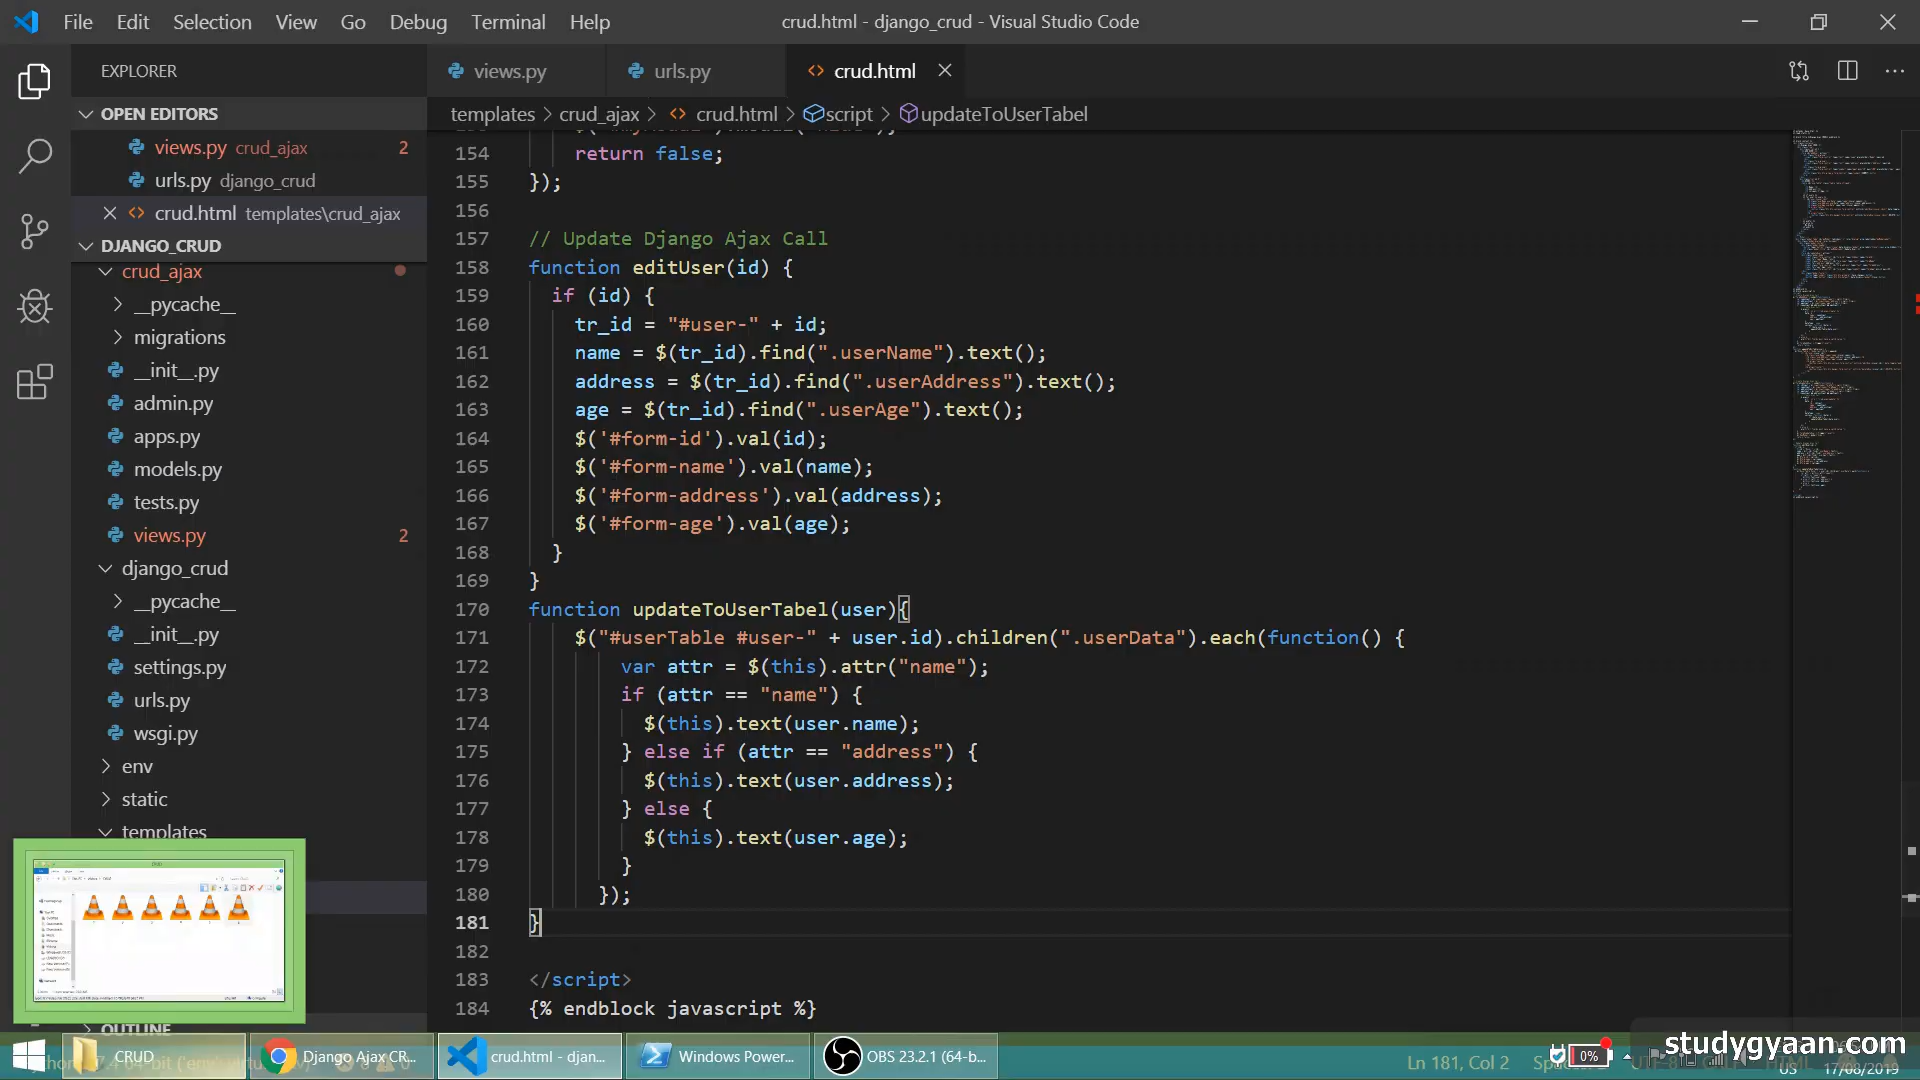 File Edit Selection View Go Debug Terminal Help
crud.html - django_crud - Visual Studio Code
EXPLORER
OPEN EDITORS
views.py crud_ajax 2
urls.py django_crud
crud.html templates\crud_ajax
DJANGO_CRUD
crud_ajax
__pycache__
migrations
__init__.py
admin.py
apps.py
models.py
tests.py
views.py 2
django_crud
__pycache__
__init__.py
settings.py
urls.py
wsgi.py
env
static
templates
OUTLINE
views.py
urls.py
crud.html
templates > crud_ajax > crud.html > script > updateToUserTabel
154 return false;
155 });
156
157 // Update Django Ajax Call
158 function editUser(id) {
159 if (id) {
160 tr_id = "#user-" + id;
161 name = $(tr_id).find(".userName").text();
162 address = $(tr_id).find(".userAddress").text();
163 age = $(tr_id).find(".userAge").text();
164 $('#form-id').val(id);
165 $('#form-name').val(name);
166 $('#form-address').val(address);
167 $('#form-age').val(age);
168 }
169 }
170 function updateToUserTabel(user){
171 $("#userTable #user-" + user.id).children(".userData").each(function() {
172 var attr = $(this).attr("name");
173 if (attr == "name") {
174 $(this).text(user.name);
175 } else if (attr == "address") {
176 $(this).text(user.address);
177 } else {
178 $(this).text(user.age);
179 }
180 });
181 }
182
183 </script>
184 {% endblock javascript %}
CRUD
Django Ajax CR...
crud.html - djan...
Windows Power...
OBS 23.2.1 (64-b...
Ln 181, Col 2
0%
US
17/08/2019
studygyaan.com